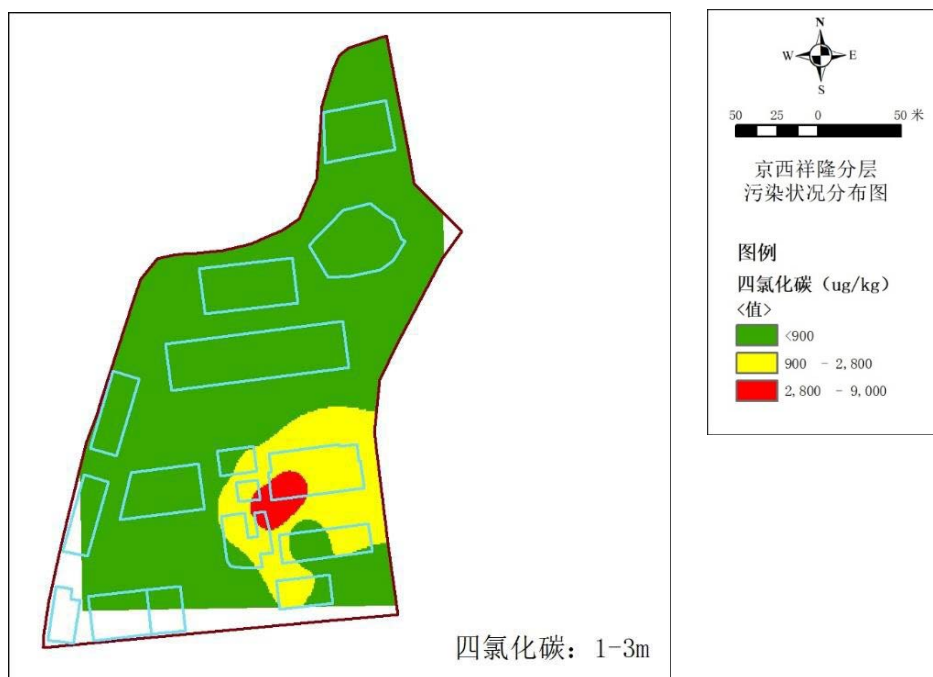 四氯化碳: 1-3m
N
W
E
S
50 25 0 50 米
京西祥隆分层
污染状况分布图
图例
四氯化碳（ug/kg）
<值>
<900
900 - 2,800
2,800 - 9,000